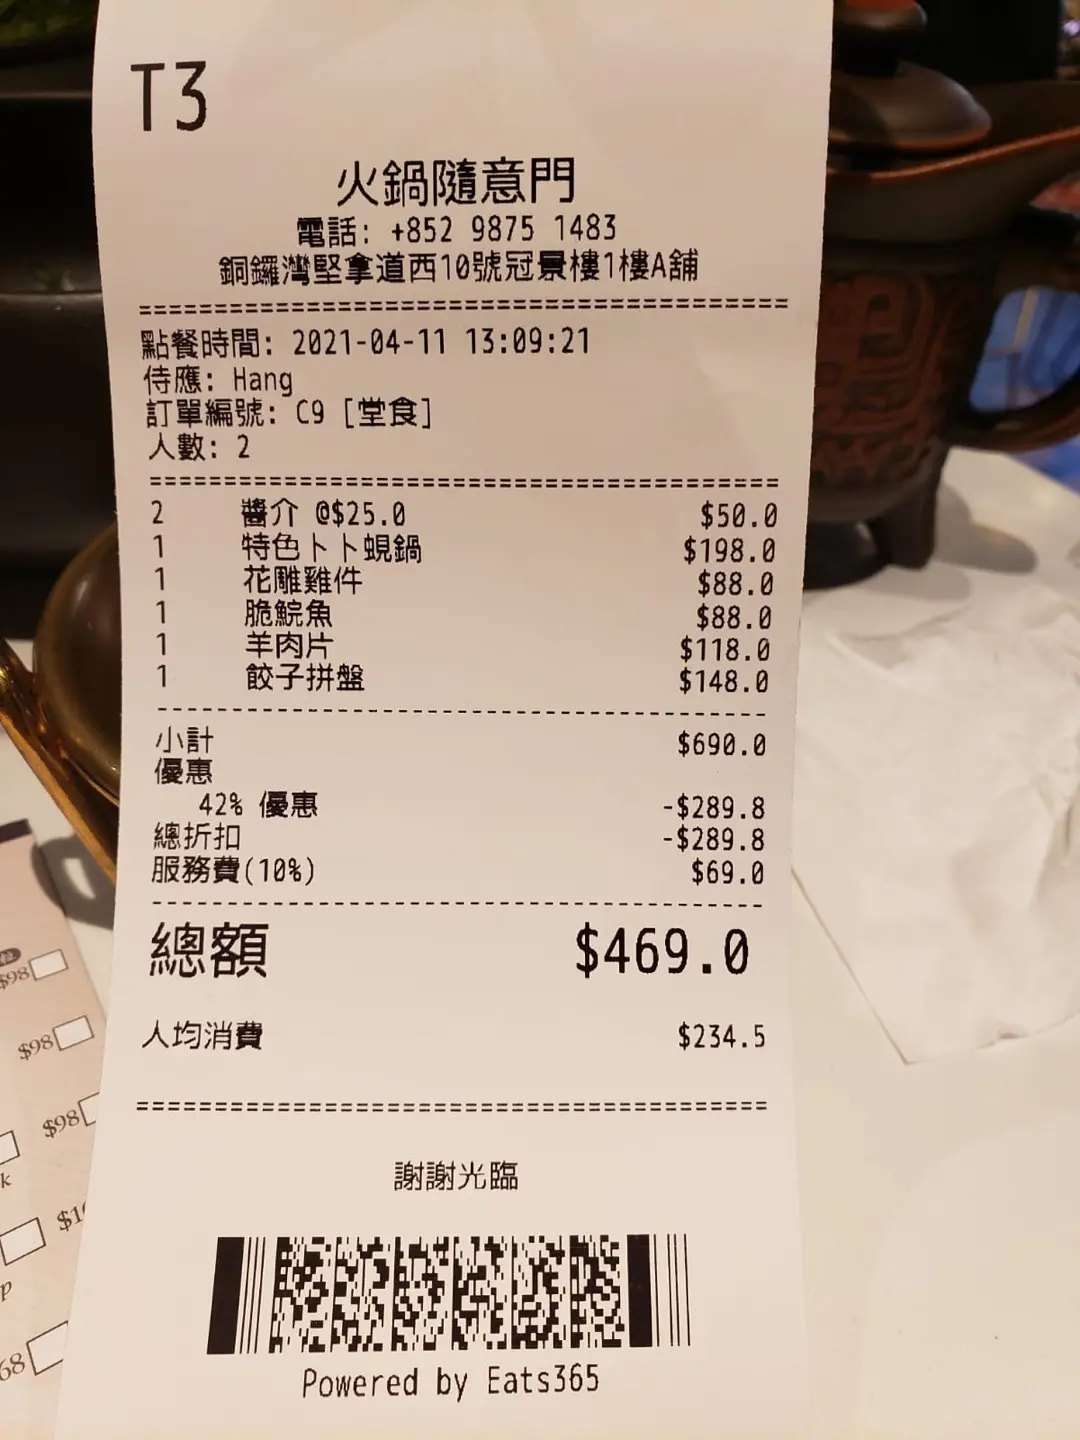 T3
火鍋隨意門
電話: +852 9875 1483
銅鑼灣堅拿道西10號冠景樓1樓A舖
點餐時間: 2021-04-11 13:09:21
侍應: Hang
訂單編號: C9 [堂食]
人數: 2
2 醬介 @$25.0 $50.0
1 特色卜卜蜆鍋 $198.0
1 花雕雞件 $88.0
1 脆鯇魚 $88.0
1 羊肉片 $118.0
1 餃子拼盤 $148.0
小計 $690.0
優惠
42% 優惠 -$289.8
總折扣 -$289.8
服務費(10%) $69.0
總額 $469.0
人均消費 $234.5
謝謝光臨
Powered by Eats365
$98
$98
$98